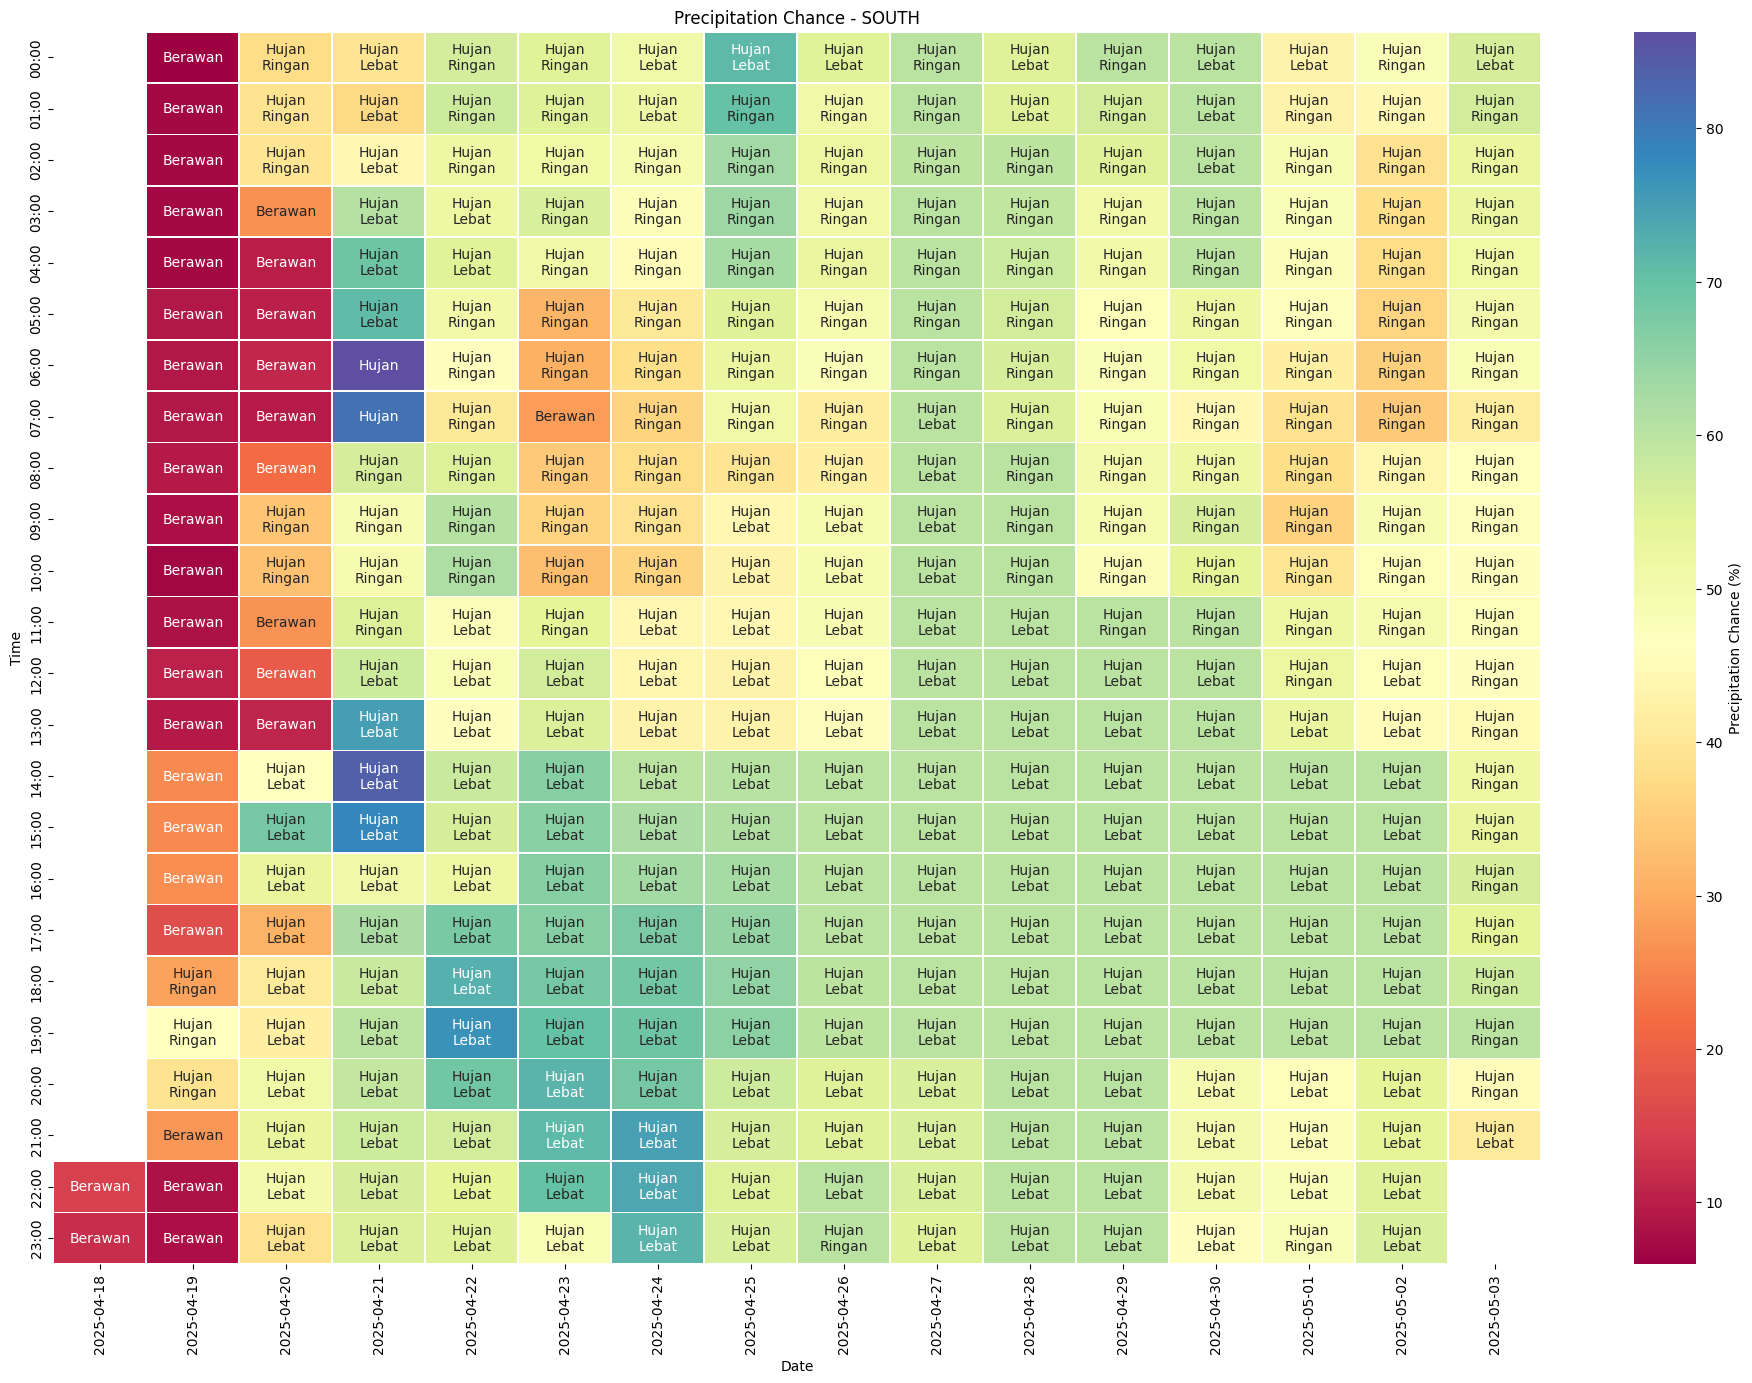 Precipitation Chance - SOUTH
00:00 Berawan Hujan Ringan Hujan Lebat Hujan Ringan Hujan Ringan Hujan Lebat Hujan Lebat Hujan Lebat Hujan Ringan Hujan Lebat Hujan Ringan Hujan Lebat Hujan Lebat Hujan Ringan Hujan Lebat
01:00 Berawan Hujan Ringan Hujan Lebat Hujan Ringan Hujan Ringan Hujan Lebat Hujan Ringan Hujan Ringan Hujan Ringan Hujan Lebat Hujan Ringan Hujan Lebat Hujan Ringan Hujan Ringan Hujan Ringan
02:00 Berawan Hujan Ringan Hujan Lebat Hujan Ringan Hujan Ringan Hujan Ringan Hujan Ringan Hujan Ringan Hujan Ringan Hujan Ringan Hujan Ringan Hujan Lebat Hujan Ringan Hujan Ringan Hujan Ringan
03:00 Berawan Berawan Hujan Lebat Hujan Lebat Hujan Ringan Hujan Ringan Hujan Ringan Hujan Ringan Hujan Ringan Hujan Ringan Hujan Ringan Hujan Ringan Hujan Ringan Hujan Ringan Hujan Ringan
04:00 Berawan Berawan Hujan Lebat Hujan Lebat Hujan Ringan Hujan Ringan Hujan Ringan Hujan Ringan Hujan Ringan Hujan Ringan Hujan Ringan Hujan Ringan Hujan Ringan Hujan Ringan Hujan Ringan
05:00 Berawan Berawan Hujan Lebat Hujan Ringan Hujan Ringan Hujan Ringan Hujan Ringan Hujan Ringan Hujan Ringan Hujan Ringan Hujan Ringan Hujan Ringan Hujan Ringan Hujan Ringan Hujan Ringan
06:00 Berawan Berawan Hujan Hujan Ringan Hujan Ringan Hujan Ringan Hujan Ringan Hujan Ringan Hujan Ringan Hujan Ringan Hujan Ringan Hujan Ringan Hujan Ringan Hujan Ringan Hujan Ringan
07:00 Berawan Berawan Hujan Hujan Ringan Berawan Hujan Ringan Hujan Ringan Hujan Ringan Hujan Lebat Hujan Ringan Hujan Ringan Hujan Ringan Hujan Ringan Hujan Ringan Hujan Ringan
08:00 Berawan Berawan Hujan Ringan Hujan Ringan Hujan Ringan Hujan Ringan Hujan Ringan Hujan Ringan Hujan Lebat Hujan Ringan Hujan Ringan Hujan Ringan Hujan Ringan Hujan Ringan Hujan Ringan
09:00 Berawan Hujan Ringan Hujan Ringan Hujan Ringan Hujan Ringan Hujan Ringan Hujan Lebat Hujan Lebat Hujan Lebat Hujan Ringan Hujan Ringan Hujan Ringan Hujan Ringan Hujan Ringan Hujan Ringan
10:00 Berawan Hujan Ringan Hujan Ringan Hujan Ringan Hujan Ringan Hujan Ringan Hujan Lebat Hujan Lebat Hujan Lebat Hujan Ringan Hujan Ringan Hujan Ringan Hujan Ringan Hujan Ringan Hujan Ringan
11:00 Berawan Berawan Hujan Ringan Hujan Lebat Hujan Ringan Hujan Lebat Hujan Lebat Hujan Lebat Hujan Lebat Hujan Lebat Hujan Ringan Hujan Ringan Hujan Ringan Hujan Ringan Hujan Ringan
12:00 Berawan Berawan Hujan Lebat Hujan Lebat Hujan Lebat Hujan Lebat Hujan Lebat Hujan Lebat Hujan Lebat Hujan Lebat Hujan Lebat Hujan Lebat Hujan Ringan Hujan Lebat Hujan Ringan
13:00 Berawan Berawan Hujan Lebat Hujan Lebat Hujan Lebat Hujan Lebat Hujan Lebat Hujan Lebat Hujan Lebat Hujan Lebat Hujan Lebat Hujan Lebat Hujan Lebat Hujan Lebat Hujan Ringan
14:00 Berawan Hujan Lebat Hujan Lebat Hujan Lebat Hujan Lebat Hujan Lebat Hujan Lebat Hujan Lebat Hujan Lebat Hujan Lebat Hujan Lebat Hujan Lebat Hujan Lebat Hujan Lebat Hujan Ringan
15:00 Berawan Hujan Lebat Hujan Lebat Hujan Lebat Hujan Lebat Hujan Lebat Hujan Lebat Hujan Lebat Hujan Lebat Hujan Lebat Hujan Lebat Hujan Lebat Hujan Lebat Hujan Lebat Hujan Ringan
16:00 Berawan Hujan Lebat Hujan Lebat Hujan Lebat Hujan Lebat Hujan Lebat Hujan Lebat Hujan Lebat Hujan Lebat Hujan Lebat Hujan Lebat Hujan Lebat Hujan Lebat Hujan Lebat Hujan Ringan
17:00 Berawan Hujan Lebat Hujan Lebat Hujan Lebat Hujan Lebat Hujan Lebat Hujan Lebat Hujan Lebat Hujan Lebat Hujan Lebat Hujan Lebat Hujan Lebat Hujan Lebat Hujan Lebat Hujan Ringan
18:00 Hujan Ringan Hujan Lebat Hujan Lebat Hujan Lebat Hujan Lebat Hujan Lebat Hujan Lebat Hujan Lebat Hujan Lebat Hujan Lebat Hujan Lebat Hujan Lebat Hujan Lebat Hujan Lebat Hujan Ringan
19:00 Hujan Ringan Hujan Lebat Hujan Lebat Hujan Lebat Hujan Lebat Hujan Lebat Hujan Lebat Hujan Lebat Hujan Lebat Hujan Lebat Hujan Lebat Hujan Lebat Hujan Lebat Hujan Lebat Hujan Ringan
20:00 Hujan Ringan Hujan Lebat Hujan Lebat Hujan Lebat Hujan Lebat Hujan Lebat Hujan Lebat Hujan Lebat Hujan Lebat Hujan Lebat Hujan Lebat Hujan Lebat Hujan Lebat Hujan Lebat Hujan Ringan
21:00 Berawan Hujan Lebat Hujan Lebat Hujan Lebat Hujan Lebat Hujan Lebat Hujan Lebat Hujan Lebat Hujan Lebat Hujan Lebat Hujan Lebat Hujan Lebat Hujan Lebat Hujan Lebat Hujan Lebat
22:00 Berawan Berawan Hujan Lebat Hujan Lebat Hujan Lebat Hujan Lebat Hujan Lebat Hujan Lebat Hujan Lebat Hujan Lebat Hujan Lebat Hujan Lebat Hujan Lebat Hujan Lebat Hujan Lebat
23:00 Berawan Berawan Hujan Lebat Hujan Lebat Hujan Lebat Hujan Lebat Hujan Lebat Hujan Lebat Hujan Ringan Hujan Lebat Hujan Lebat Hujan Lebat Hujan Lebat Hujan Ringan Hujan Lebat
Time
2025-04-18 2025-04-19 2025-04-20 2025-04-21 2025-04-22 2025-04-23 2025-04-24 2025-04-25 2025-04-26 2025-04-27 2025-04-28 2025-04-29 2025-04-30 2025-05-01 2025-05-02 2025-05-03
Date
80
70
60
50
40
30
20
10
Precipitation Chance (%)